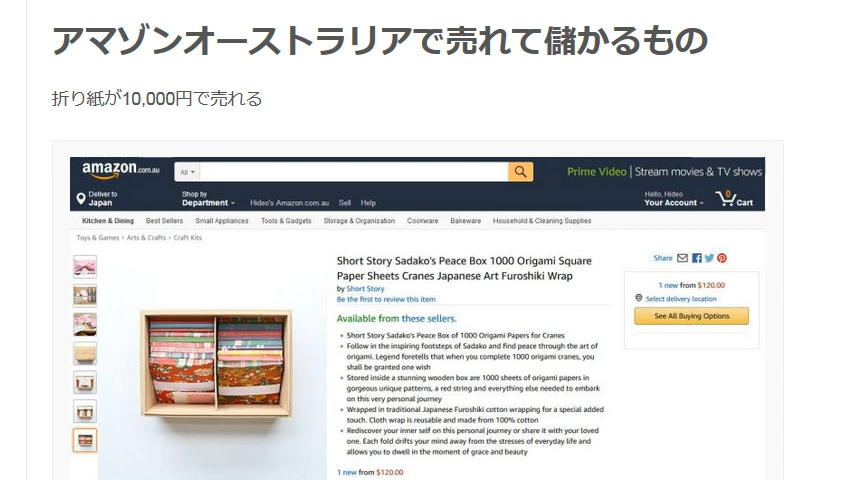 アマゾンオーストラリアで売れて儲かるもの
折り紙が10,000円で売れる
amazon.com.au
All
Prime Video | Stream movises & TV shows
Deliver to
Japan
Shop by
Department
Hideo's Amazon.com.au Sell Help
Hello, Hideo
Your Account
0
Cart
Kitchen & Dining Best Sellers Small Appliances Tools & Gadgets Storage & Organisation Cookware Bakeware Household & Cleaning Supplies
Toys & Games › Arts & Crafts › Craft Kits
Short Story Sadako's Peace Box 1000 Origami Square
Paper Sheets Cranes Japanese Art Furoshiki Wrap
by Short Story
Be the first to review this item
Available from these sellers.
Short Story Sadako's Peace Box of 1000 Origami Papers for Cranes
Follow in the inspiring footsteps of Sadako and find peace through the art of
origami. Legend foretells that when you complete 1000 origami cranes, you
shall be granted one wish
Stored inside a stunning wooden box are 1000 sheets of origami papers in
gorgeous unique patterns, a red string and everything else needed to embark
on this very personal journey
Wrapped in traditional Japanese Furoshiki cotton wrapping for a special added
touch. Cloth wrap is reusable and made from 100% cotton
Rediscover your inner self on this personal journey or share it with your loved
one. Each fold drifts your mind away from the stresses of everyday life and
allows you to dwell in the moment of grace and beauty
1 new from $120.00
Share
1 new from $120.00
Select delivery location
See All Buying Options